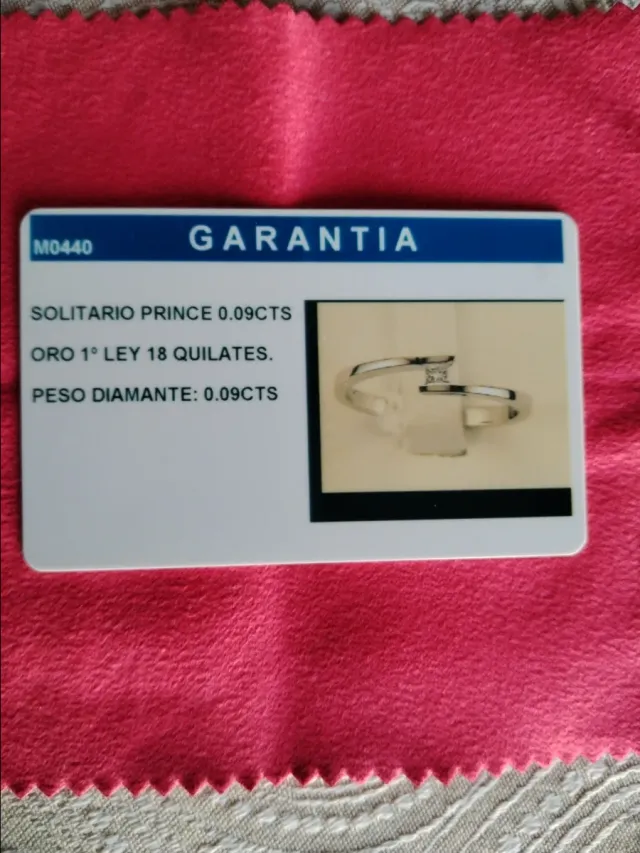 M0440 GARANTIA
SOLITARIO PRINCE 0.09CTS
ORO 1° LEY 18 QUILATES.
PESO DIAMANTE: 0.09CTS